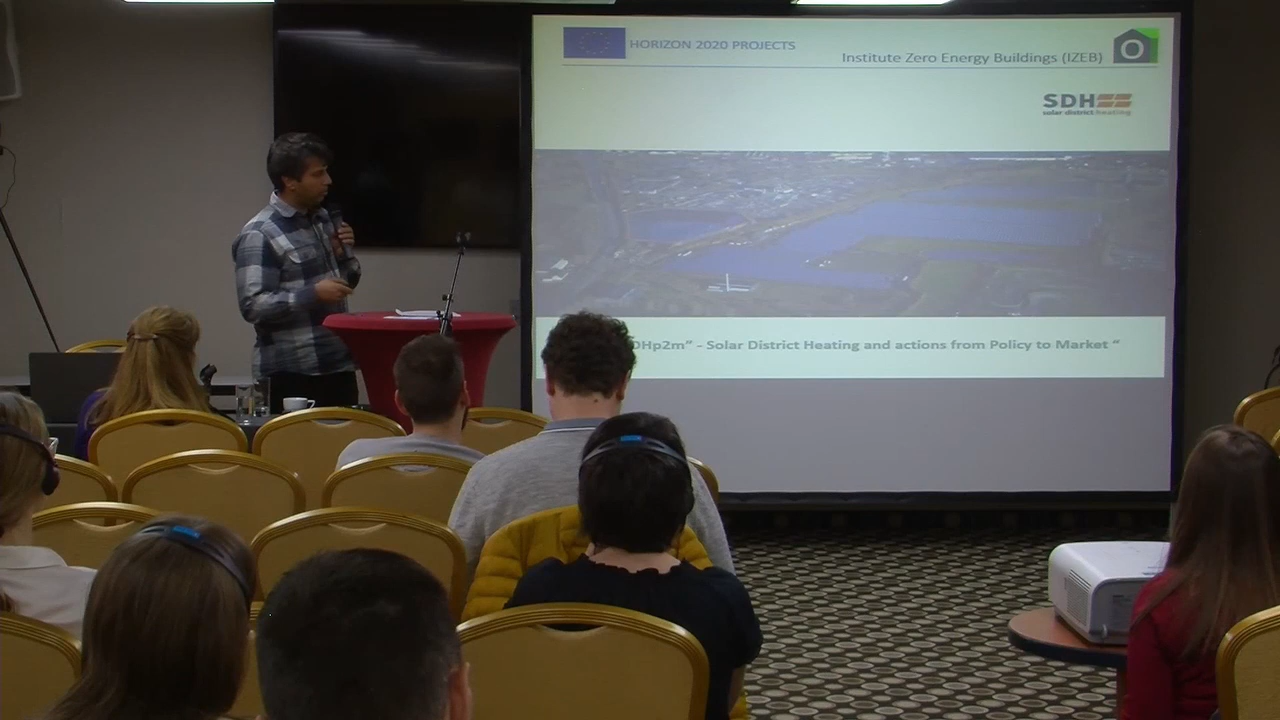 HORIZON 2020 PROJECTS
Institute Zero Energy Buildings (IZEB)
SDH
solar district heating
DHp2m" - Solar District Heating and actions from Policy to Market "